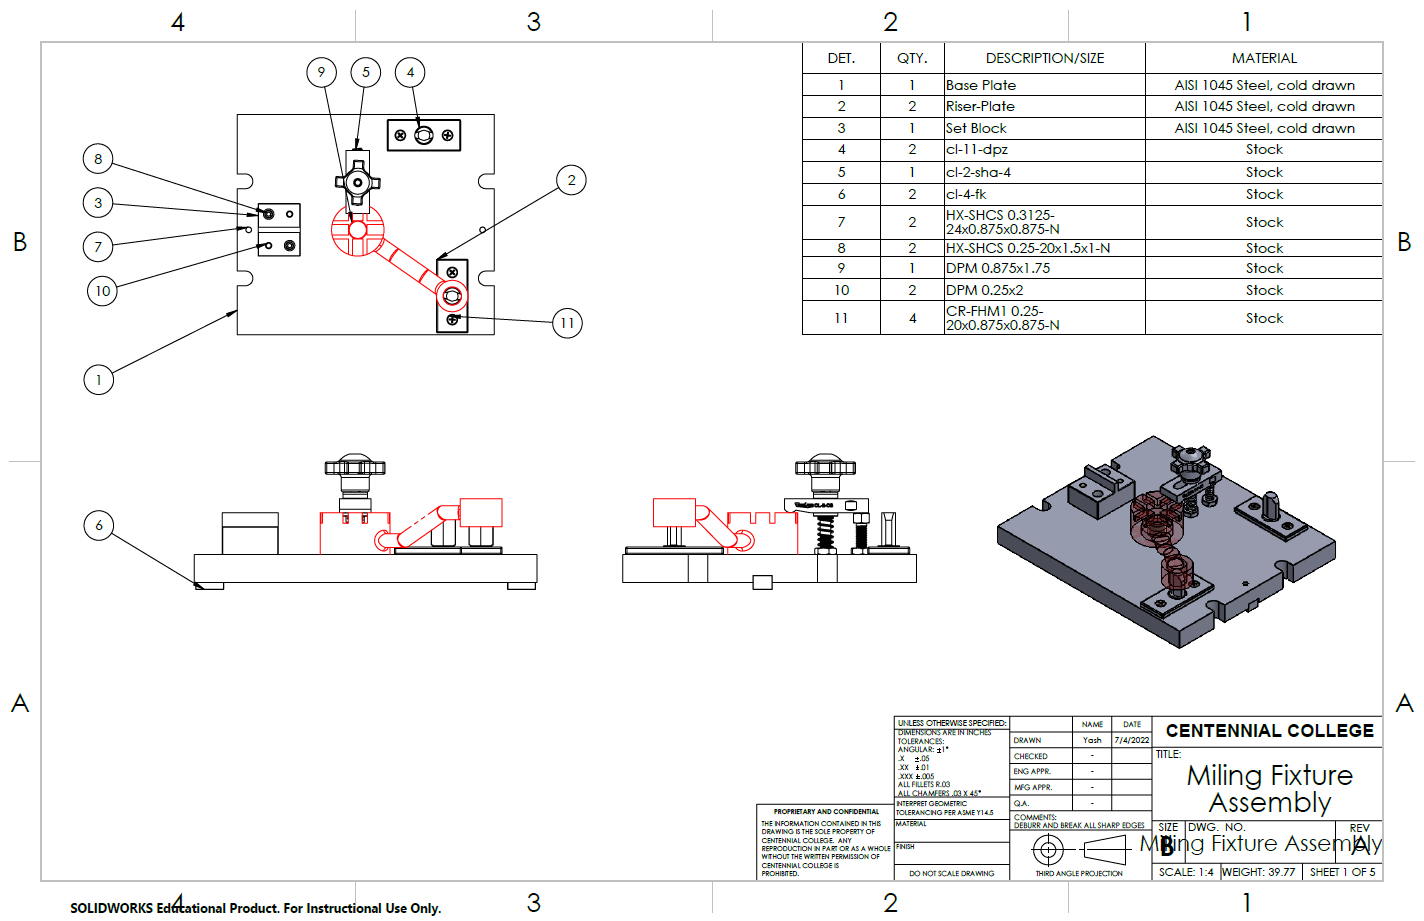 4 3 2 1
DET. QTY. DESCRIPTION/SIZE MATERIAL
1 1 Base Plate AISI 1045 Steel, cold drawn
2 2 Riser-Plate AISI 1045 Steel, cold drawn
3 1 Set Block AISI 1045 Steel, cold drawn
4 2 cl-11-dpz Stock
5 1 cl-2-sha-4 Stock
6 2 cl-4-fk Stock
7 2 HX-SHCS 0.3125-
24x0.875x0.875-N Stock
8 2 HX-SHCS 0.25-20x1.5x1-N Stock
9 1 DPM 0.875x1.75 Stock
10 2 DPM 0.25x2 Stock
11 4 CR-FHM1 0.25-
20x0.875x0.875-N Stock
9 5 4
8
2
3
B B
7
10
11
1
6
A A
UNLESS OTHERWISE SPECIFIED:
DIMENSIONS ARE IN INCHES
TOLERANCES:
ANGULAR: ±1°
.X ±.05
.XX ±.01
.XXX ±.005
ALL FILLETS R.03
ALL CHAMFERS .03 X 45°
INTERPRET GEOMETRIC
TOLERANCING PER ASME Y14.5
MATERIAL
FINISH
DO NOT SCALE DRAWING
NAME DATE
DRAWN Yash 7/4/2022
CHECKED -
ENG APPR. -
MFG APPR. -
Q.A. -
COMMENTS:
DEBURR AND BREAK ALL SHARP EDGES
THIRD ANGLE PROJECTION
CENTENNIAL COLLEGE
TITLE:
Miling Fixture
Assembly
SIZE DWG. NO. REV
B Miling Fixture Assembly A
SCALE: 1:4 WEIGHT: 39.77 SHEET 1 OF 5
PROPRIETARY AND CONFIDENTIAL
THE INFORMATION CONTAINED IN THIS
DRAWING IS THE SOLE PROPERTY OF
CENTENNIAL COLLEGE. ANY
REPRODUCTION IN PART OR AS A WHOLE
WITHOUT THE WRITTEN PERMISSION OF
CENTENNIAL COLLEGE IS
PROHIBITED.
4 3 2 1
SOLIDWORKS Educational Product. For Instructional Use Only.